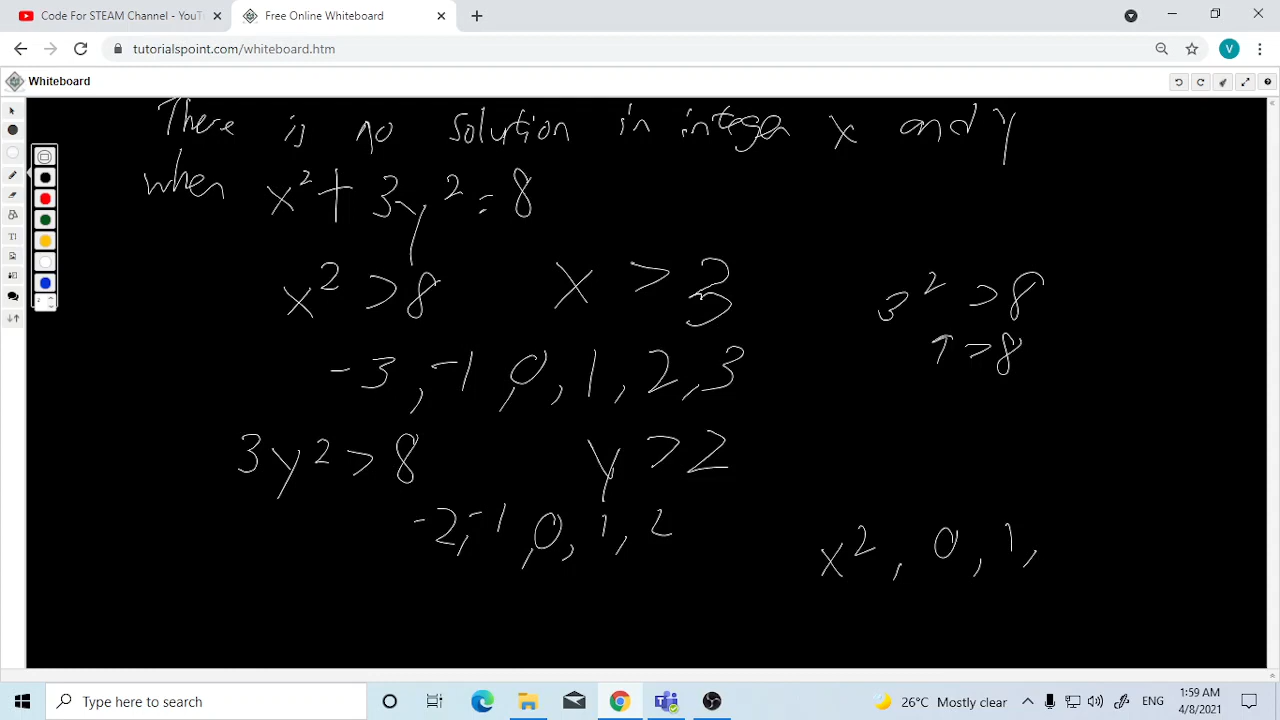 Code For STEAM Channel - YouT
Free Online Whiteboard
tutorialspoint.com/whiteboard.htm
V
Whiteboard
There is no solution in integer x and y
when x² + 3y² = 8
x² > 8 x > 3
3² > 8
9 > 8
-3, -1, 0, 1, 2, 3
3y² > 8 y > 2
-2, -1, 0, 1, 2
x², 0, 1,
Type here to search
26°C Mostly clear
ENG
1:59 AM
4/8/2021